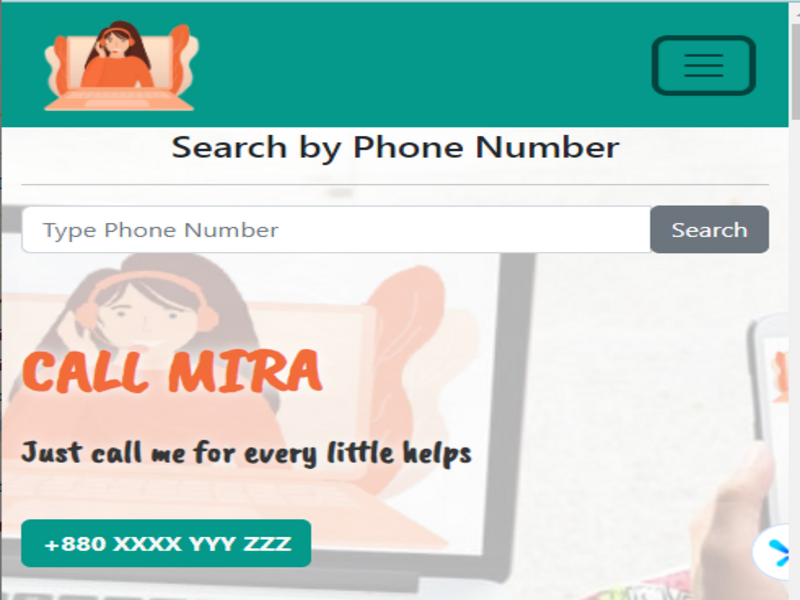 Search by Phone Number
Type Phone Number
Search
CALL MIRA
Just call me for every little helps
+880 XXXX YYY ZZZ